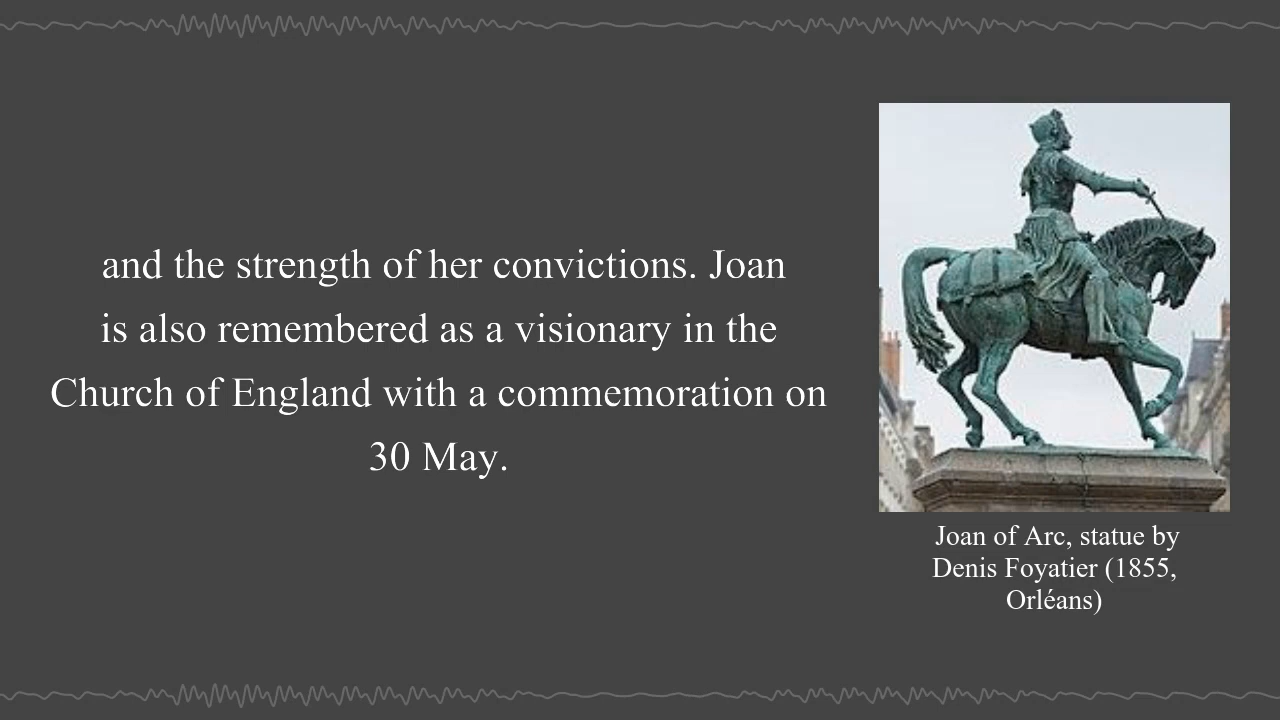 and the strength of her convictions. Joan
is also remembered as a visionary in the
Church of England with a commemoration on
30 May.
Joan of Arc, statue by
Denis Foyatier (1855,
Orléans)